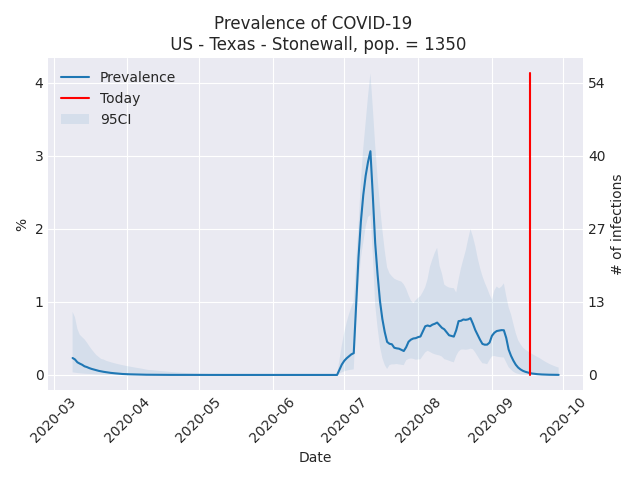 Prevalence of COVID-19
US - Texas - Stonewall, pop. = 1350
Prevalence
Today
95CI
4
3
2
1
0
%
54
40
27
13
0
# of infections
2020-03
2020-04
2020-05
2020-06
2020-07
2020-08
2020-09
2020-10
Date